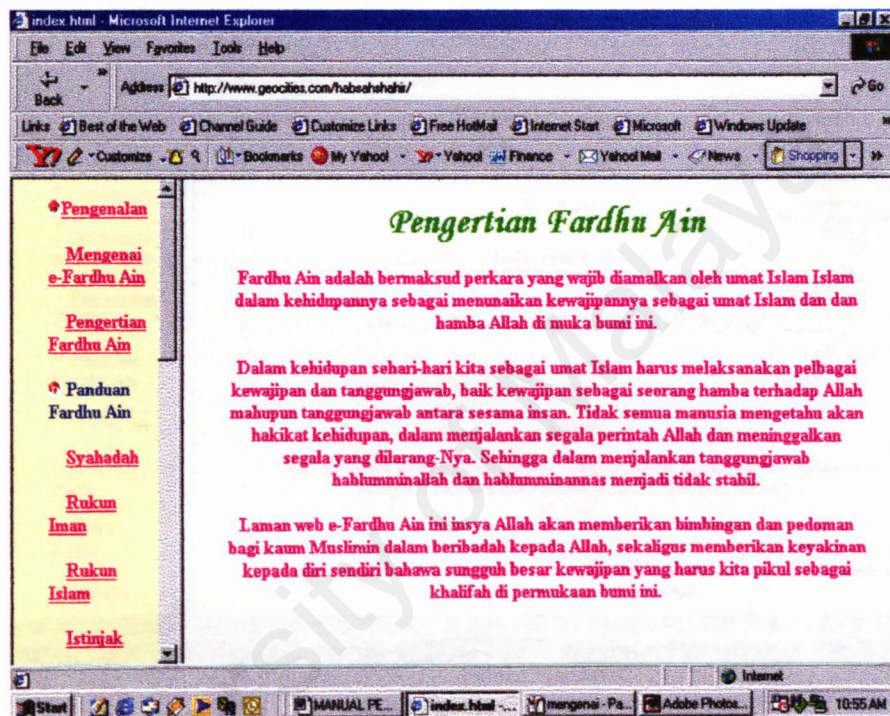 index.html - Microsoft Internet Explorer
File Edit View Favorites Tools Help
Back Address http://www.geocities.com/habsahshahir/ Go
Links Best of the Web Channel Guide Customize Links Free HotMail Internet Start Microsoft Windows Update
Customize Bookmarks My Yahoo! Yahoo! Finance Yahoo! Mail News Shopping
Pengenalan
Mengenai
e-Fardhu Ain
Pengertian
Fardhu Ain
Panduan
Fardhu Ain
Syahadah
Rukun
Iman
Rukun
Islam
Istinjak
Pengertian Fardhu Ain
Fardhu Ain adalah bermaksud perkara yang wajib diamalkan oleh umat Islam Islam
dalam kehidupannya sebagai menunaikan kewajipannya sebagai umat Islam dan dan
hamba Allah di muka bumi ini.
Dalam kehidupan sehari-hari kita sebagai umat Islam harus melaksanakan pelbagai
kewajipan dan tanggungjawab, baik kewajipan sebagai seorang hamba terhadap Allah
mahupun tanggungjawab antara sesama insan. Tidak semua manusia mengetahu akan
hakikat kehidupan, dalam menjalankan segala perintah Allah dan meninggalkan
segala yang dilarang-Nya. Sehingga dalam menjalankan tanggungjawab
hablumminallah dan hablumminannas menjadi tidak stabil.
Laman web e-Fardhu Ain ini insya Allah akan memberikan bimbingan dan pedoman
bagi kaum Muslimin dalam beribadah kepada Allah, sekaligus memberikan keyakinan
kepada diri sendiri bahawa sungguh besar kewajipan yang harus kita pikul sebagai
khalifah di permukaan bumi ini.
Internet
Start MANUAL PE... index.html -... mengenai - Pa... Adobe Photos... 10:55 AM
University of Malaya